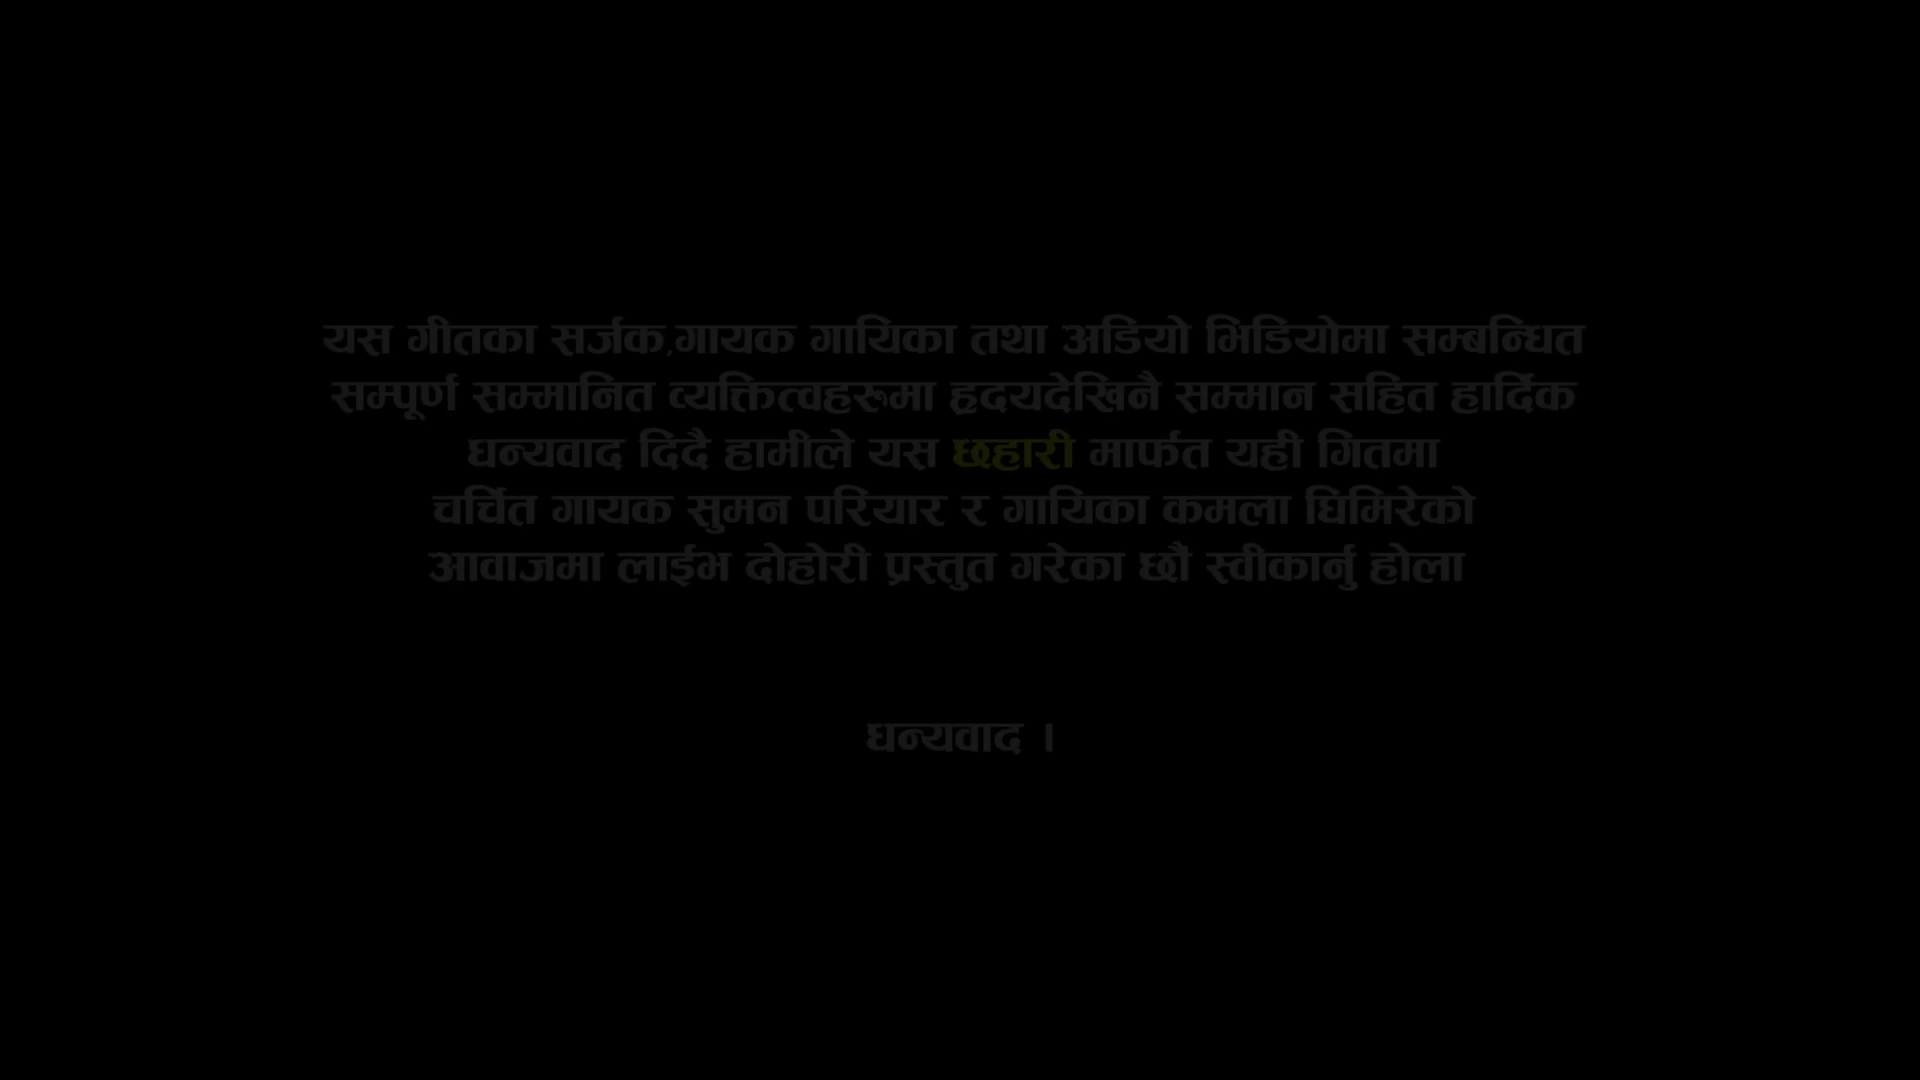 यस गीतका सर्जक,गायक गायिका तथा अडियो भिडियोमा सम्बन्धित
सम्पूर्ण सम्मानित व्यक्तित्वहरुमा हृदयदेखिनै सम्मान सहित हार्दिक
धन्यवाद दिदै हामीले यस छहारी मार्फत यही गितमा
चर्चित गायक सुमन परियार र गायिका कमला घिमिरेको
आवाजमा लाईभ दोहोरी प्रस्तुत गरेका छौं स्वीकार्नु होला
धन्यवाद ।